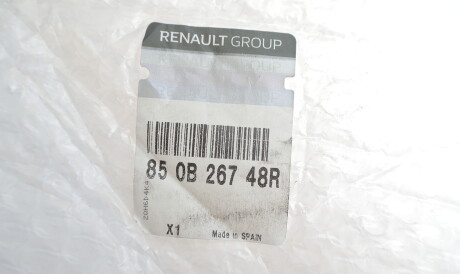 RENAULT GROUP
85 0B 267 48R
X1
Made in SPAIN